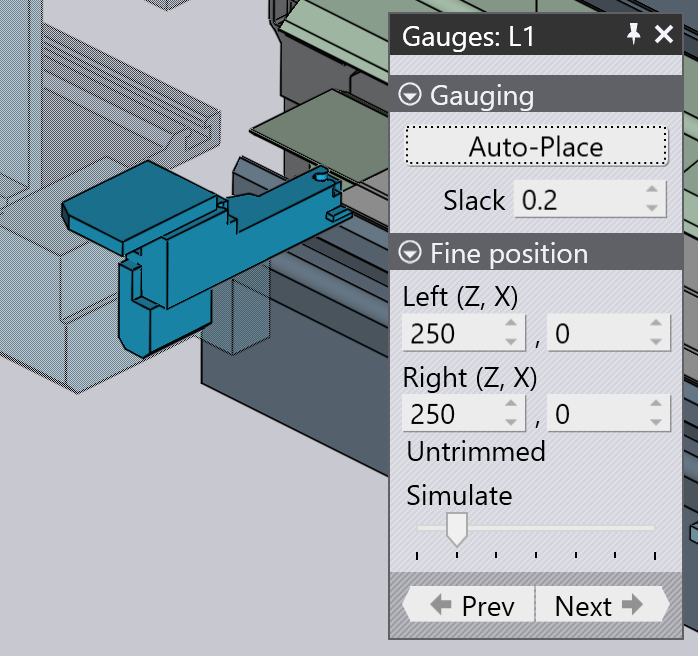 Gauges: L1
Gauging
Auto-Place
Slack 0.2
Fine position
Left (Z, X)
250 , 0
Right (Z, X)
250 , 0
Untrimmed
Simulate
Prev Next